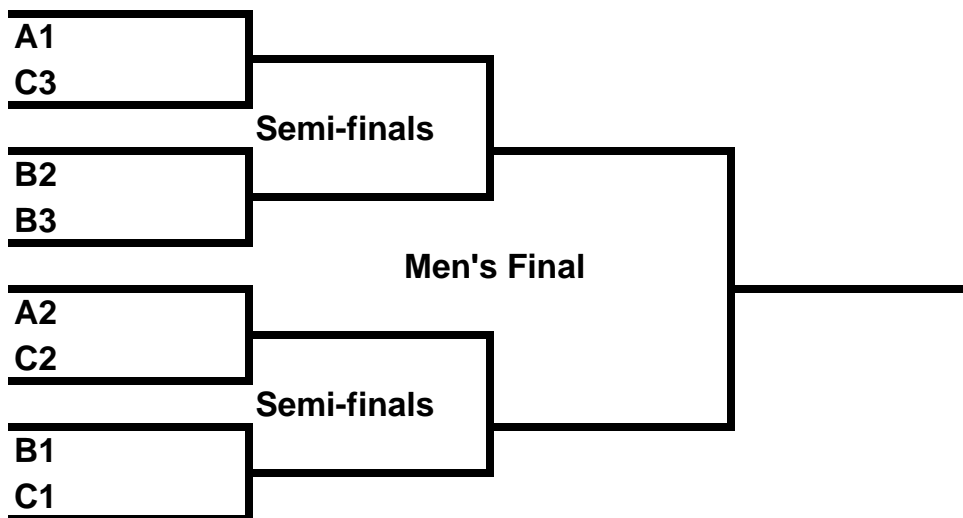 A1
C3
Semi-finals
B2
B3
Men's Final
A2
C2
Semi-finals
B1
C1